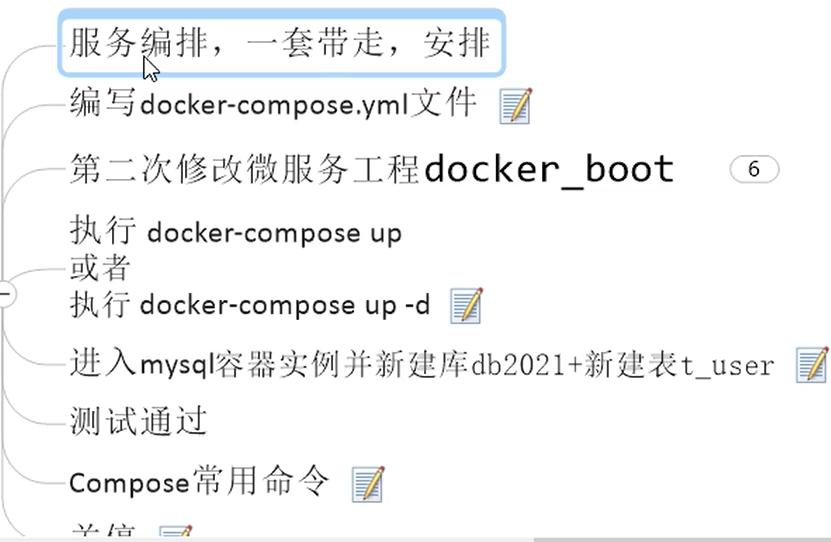 服务编排，一套带走，安排
编写docker-compose.yml文件
第二次修改微服务工程docker_boot
6
执行 docker-compose up
或者
执行 docker-compose up -d
进入mysql容器实例并新建库db2021+新建表t_user
测试通过
Compose常用命令